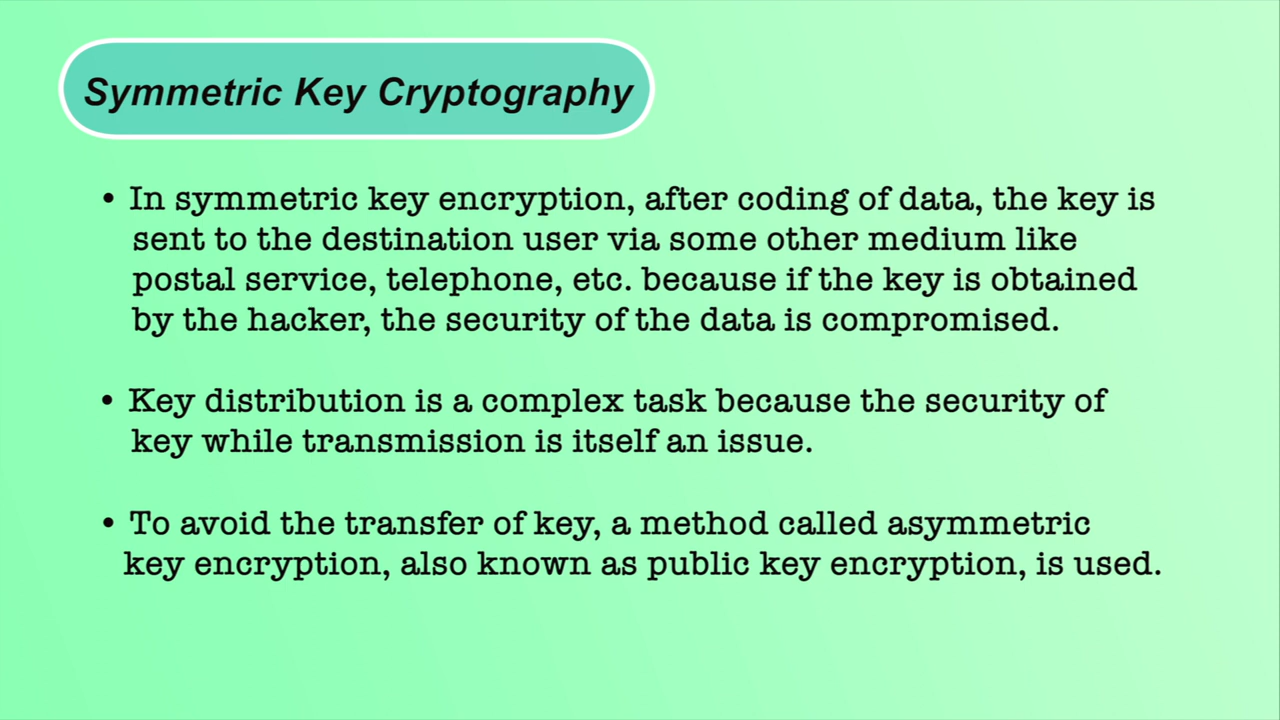 Symmetric Key Cryptography
• In symmetric key encryption, after coding of data, the key is
sent to the destination user via some other medium like
postal service, telephone, etc. because if the key is obtained
by the hacker, the security of the data is compromised.
• Key distribution is a complex task because the security of
key while transmission is itself an issue.
• To avoid the transfer of key, a method called asymmetric
key encryption, also known as public key encryption, is used.